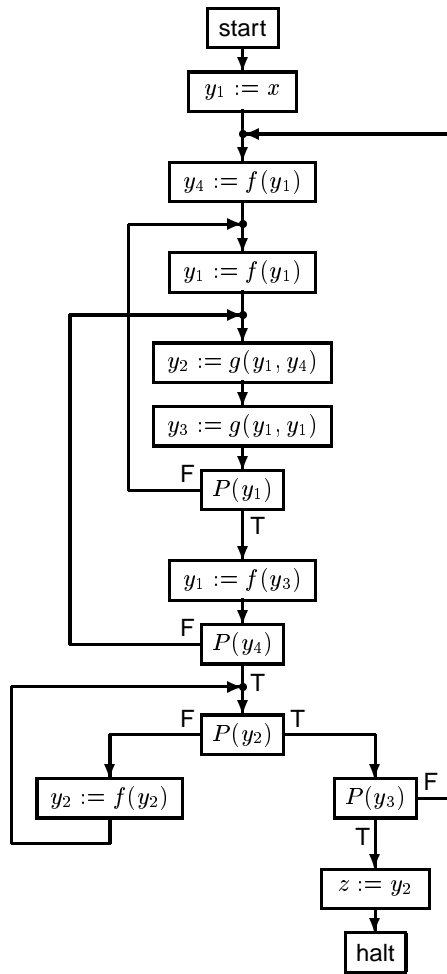 start
y₁ := x
y₄ := f(y₁)
y₁ := f(y₁)
y₂ := g(y₁, y₄)
y₃ := g(y₁, y₁)
F
P(y₁)
T
y₁ := f(y₃)
F
P(y₄)
T
F P(y₂) T
y₂ := f(y₂) P(y₃) F
T
z := y₂
halt